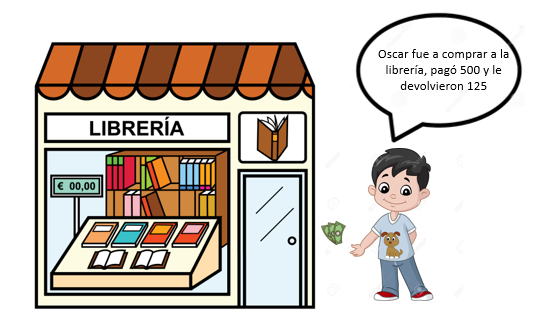 Oscar fue a comprar a la
librería, pagó 500 y le
devolvieron 125
LIBRERÍA
€ 00,00